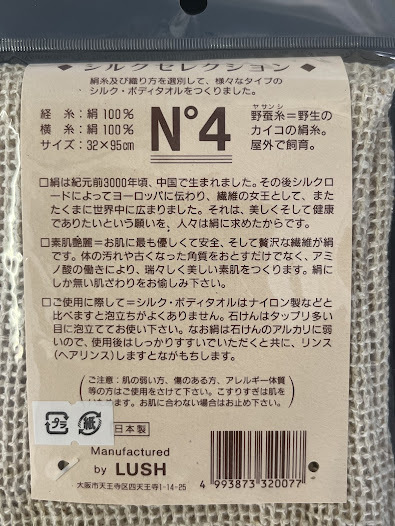 ◆シルクセレクション◆
絹糸及び織り方を選別して、様々なタイプの
シルク・ボディタオルをつくりました。
経 糸:絹100%
横 糸:絹100%
サイズ:32×95cm
N°4
ヤサンシ
野蚕糸=野生の
カイコの絹糸。
屋外で飼育。
□絹は紀元前3000年頃、中国で生まれました。その後シルクロ
ードによってヨーロッパに伝わり、繊維の女王として、また
たくまに世界中に広まりました。それは、美しくそして健康
でありたいという願いを、人々は絹に求めたからです。
□素肌艶麗=お肌に最も優しくて安全、そして贅沢な繊維が絹
です。体の汚れや古くなった角質をおとすだけでなく、アミ
ノ酸の働きにより、瑞々しく美しい素肌をつくります。絹に
しか無い肌ざわりをお愉しみ下さい。
□ご使用に際して=シルク・ボディタオルはナイロン製などと
比べますと泡立ちがよくありません。石けんはタップリ多い
目に泡立ててお使い下さい。なお絹は石けんのアルカリに弱
いので、使用後はしっかりすすいでいただくと共に、リンス
(ヘアリンス)しますとながもちします。
(ご注意:肌の弱い方、傷のある方、アレルギー体質
等の方はご使用をさけて下さい。こすりすぎは肌を
います。お肌に合わない場合はお止め下さい。)
プラ 紙
日本製
Manufactured
by LUSH
大阪市天王寺区四天王寺1-14-25
4 993873 320077